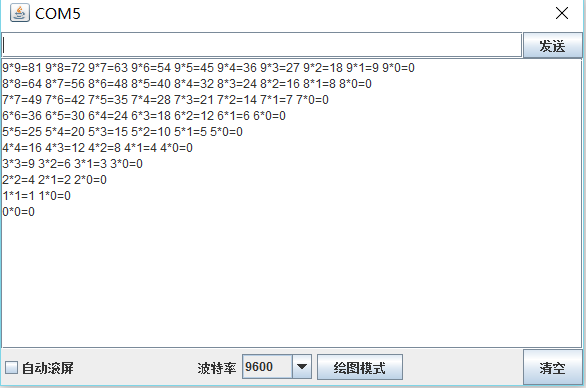 COM5
发送
9*9=81 9*8=72 9*7=63 9*6=54 9*5=45 9*4=36 9*3=27 9*2=18 9*1=9 9*0=0
8*8=64 8*7=56 8*6=48 8*5=40 8*4=32 8*3=24 8*2=16 8*1=8 8*0=0
7*7=49 7*6=42 7*5=35 7*4=28 7*3=21 7*2=14 7*1=7 7*0=0
6*6=36 6*5=30 6*4=24 6*3=18 6*2=12 6*1=6 6*0=0
5*5=25 5*4=20 5*3=15 5*2=10 5*1=5 5*0=0
4*4=16 4*3=12 4*2=8 4*1=4 4*0=0
3*3=9 3*2=6 3*1=3 3*0=0
2*2=4 2*1=2 2*0=0
1*1=1 1*0=0
0*0=0
自动滚屏 波特率 9600 绘图模式 清空